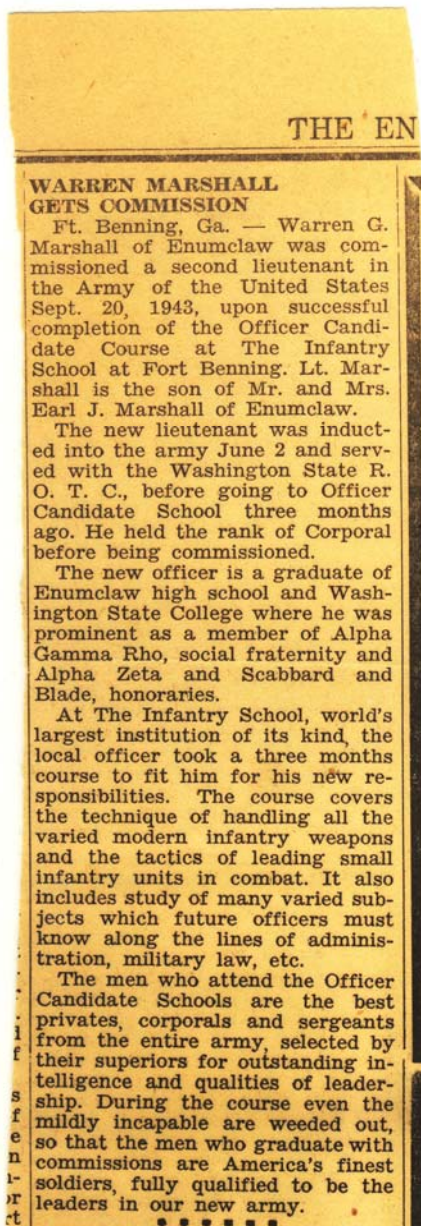 THE EN
WARREN MARSHALL
GETS COMMISSION
Ft. Benning, Ga. — Warren G.
Marshall of Enumclaw was com-
missioned a second lieutenant in
the Army of the United States
Sept. 20, 1943, upon successful
completion of the Officer Candi-
date Course at The Infantry
School at Fort Benning. Lt. Mar-
shall is the son of Mr. and Mrs.
Earl J. Marshall of Enumclaw.
The new lieutenant was induct-
ed into the army June 2 and serv-
ed with the Washington State R.
O. T. C., before going to Officer
Candidate School three months
ago. He held the rank of Corporal
before being commissioned.
The new officer is a graduate of
Enumclaw high school and Wash-
ington State College where he was
prominent as a member of Alpha
Gamma Rho, social fraternity and
Alpha Zeta and Scabbard and
Blade, honoraries.
At The Infantry School, world's
largest institution of its kind, the
local officer took a three months
course to fit him for his new re-
sponsibilities. The course covers
the technique of handling all the
varied modern infantry weapons
and the tactics of leading small
infantry units in combat. It also
includes study of many varied sub-
jects which future officers must
know along the lines of adminis-
tration, military law, etc.
The men who attend the Officer
Candidate Schools are the best
privates, corporals and sergeants
from the entire army, selected by
their superiors for outstanding in-
telligence and qualities of leader-
ship. During the course even the
mildly incapable are weeded out,
so that the men who graduate with
commissions are America's finest
soldiers, fully qualified to be the
leaders in our new army.